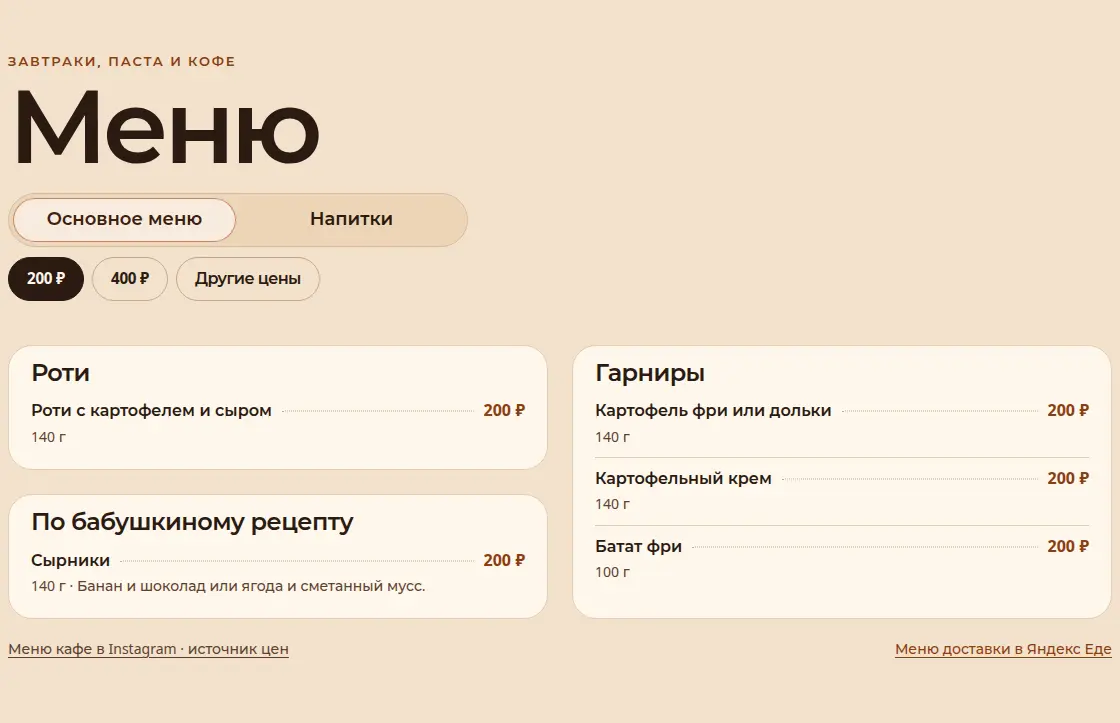 ЗАВТРАКИ, ПАСТА И КОФЕ
Меню
Основное меню
Напитки
200 ₽
400 ₽
Другие цены
Роти
Роти с картофелем и сыром 200 ₽
140 г
По бабушкиному рецепту
Сырники 200 ₽
140 г · Банан и шоколад или ягода и сметанный мусс.
Гарниры
Картофель фри или дольки 200 ₽
140 г
Картофельный крем 200 ₽
140 г
Батат фри 200 ₽
100 г
Меню кафе в Instagram · источник цен
Меню доставки в Яндекс Еде